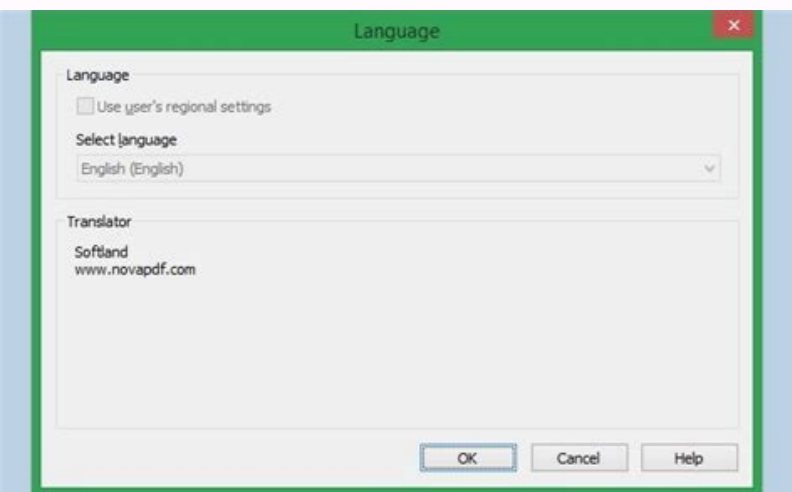 Language
Language
Use user's regional settings
Select language
English (English)
Translator
Softland
www.novapdf.com
OK
Cancel
Help